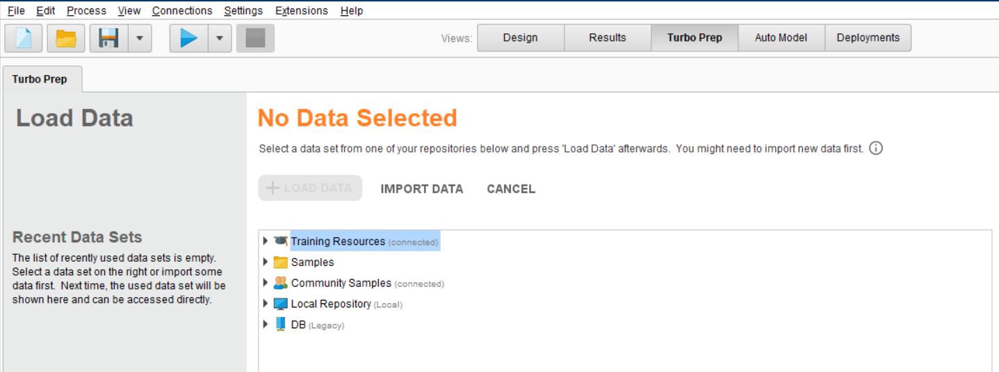 File Edit Process View Connections Settings Extensions Help
Views: Design Results Turbo Prep Auto Model Deployments
Turbo Prep
Load Data
No Data Selected
Select a data set from one of your repositories below and press 'Load Data' afterwards. You might need to import new data first.
+ LOAD DATA IMPORT DATA CANCEL
Recent Data Sets
The list of recently used data sets is empty.
Select a data set on the right or import some
data first. Next time, the used data set will be
shown here and can be accessed directly.
Training Resources (connected)
Samples
Community Samples (connected)
Local Repository (Local)
DB (Legacy)